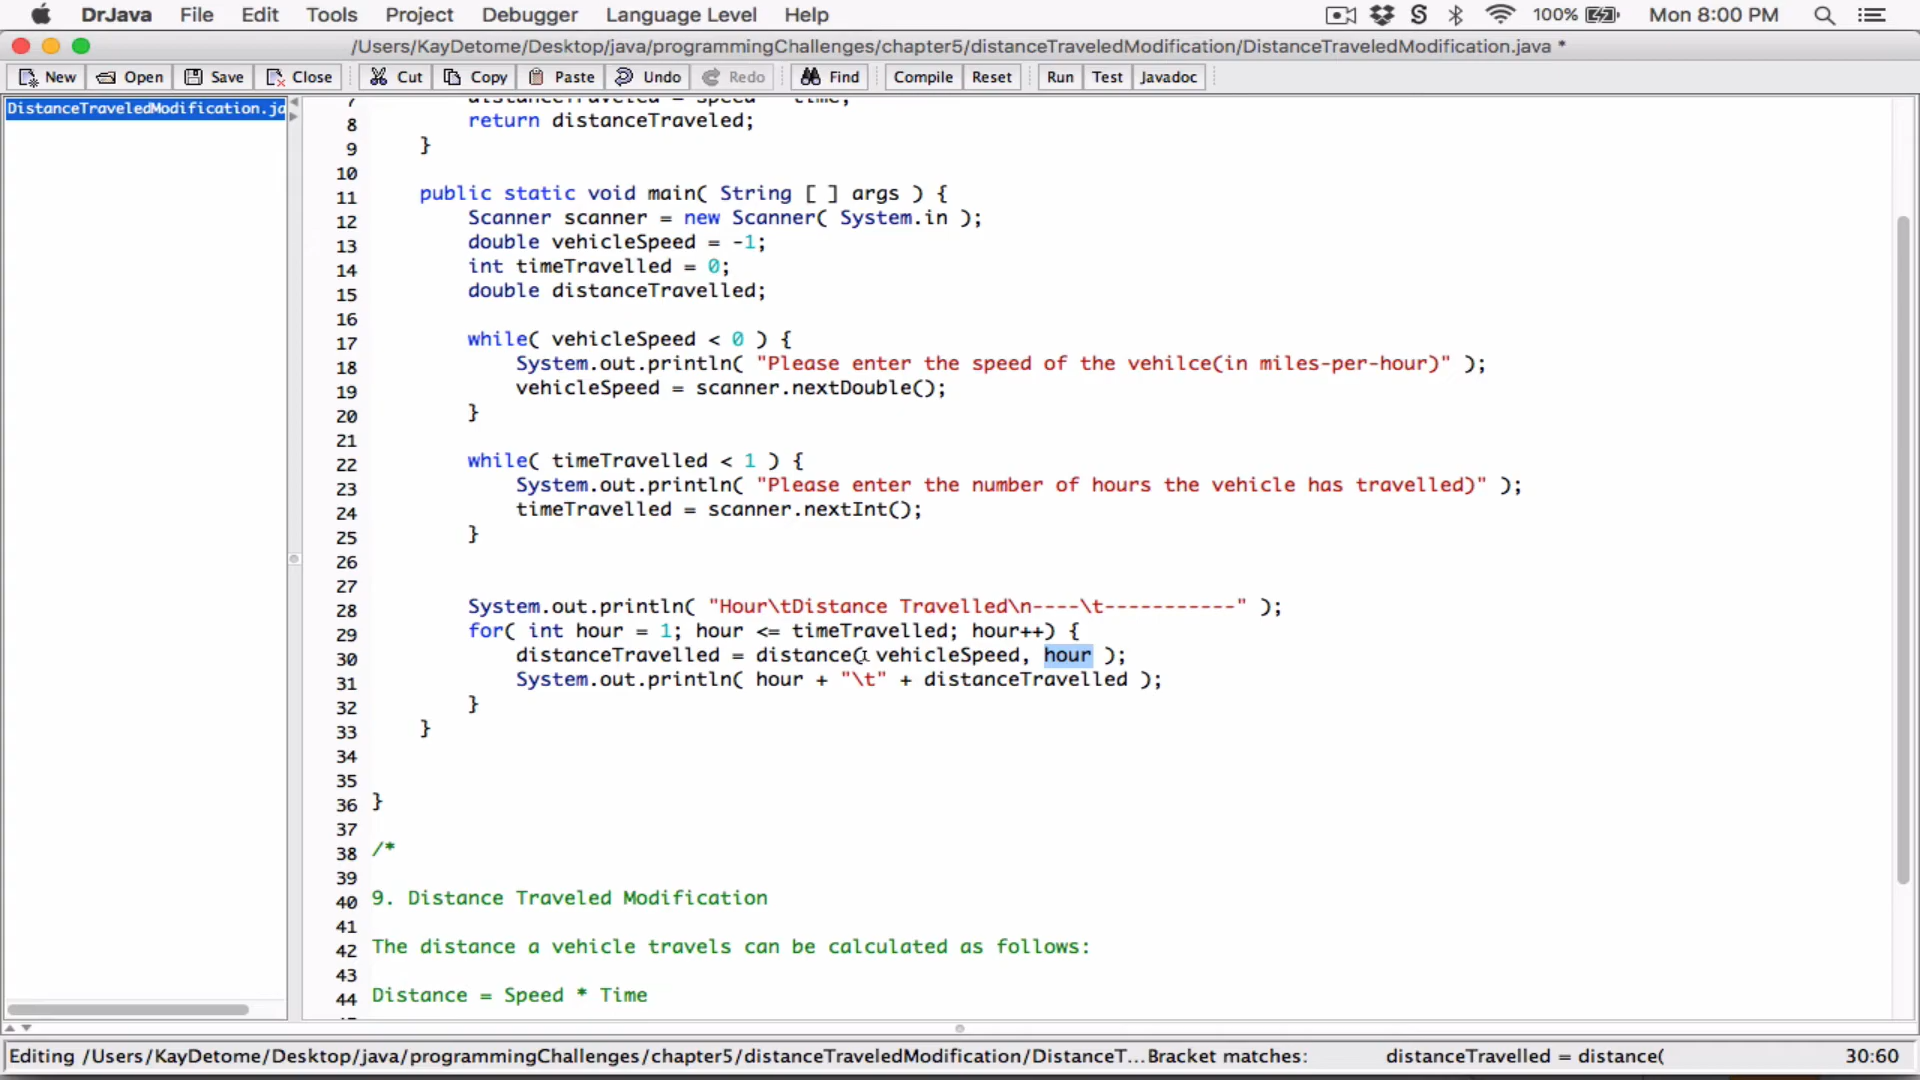 DrJava File Edit Tools Project Debugger Language Level Help 100% Mon 8:00 PM
/Users/KayDetome/Desktop/java/programmingChallenges/chapter5/distanceTraveledModification/DistanceTraveledModification.java *
New Open Save Close Cut Copy Paste Undo Redo Find Compile Reset Run Test Javadoc
DistanceTraveledModification.ja
7 distanceTraveled = speed * time;
8 return distanceTraveled;
9 }
10
11 public static void main( String [ ] args ) {
12 Scanner scanner = new Scanner( System.in );
13 double vehicleSpeed = -1;
14 int timeTravelled = 0;
15 double distanceTravelled;
16
17 while( vehicleSpeed < 0 ) {
18 System.out.println( "Please enter the speed of the vehilce(in miles-per-hour)" );
19 vehicleSpeed = scanner.nextDouble();
20 }
21
22 while( timeTravelled < 1 ) {
23 System.out.println( "Please enter the number of hours the vehicle has travelled)" );
24 timeTravelled = scanner.nextInt();
25 }
26
27
28 System.out.println( "Hour\tDistance Travelled\n----\t-----------" );
29 for( int hour = 1; hour <= timeTravelled; hour++) {
30 distanceTravelled = distance( vehicleSpeed, hour );
31 System.out.println( hour + "\t" + distanceTravelled );
32 }
33 }
34
35
36 }
37
38 /*
39
40 9. Distance Traveled Modification
41
42 The distance a vehicle travels can be calculated as follows:
43
44 Distance = Speed * Time
Editing /Users/KayDetome/Desktop/java/programmingChallenges/chapter5/distanceTraveledModification/DistanceT...Bracket matches: distanceTravelled = distance( 30:60